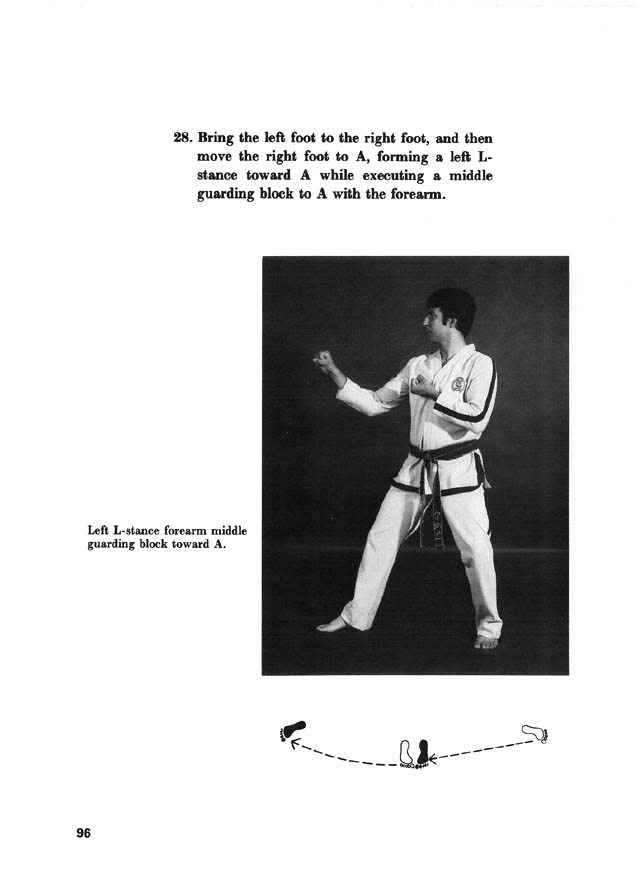 28. Bring the left foot to the right foot, and then
move the right foot to A, forming a left L-
stance toward A while executing a middle
guarding block to A with the forearm.
Left L-stance forearm middle
guarding block toward A.
96